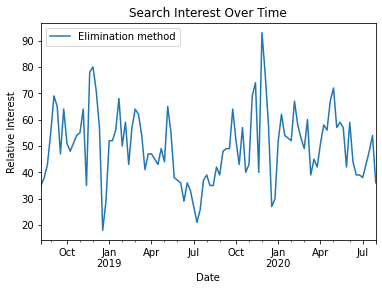 Search Interest Over Time
Elimination method
Relative Interest
90
80
70
60
50
40
30
20
Oct
Jan
2019
Apr
Jul
Oct
Jan
2020
Apr
Jul
Date